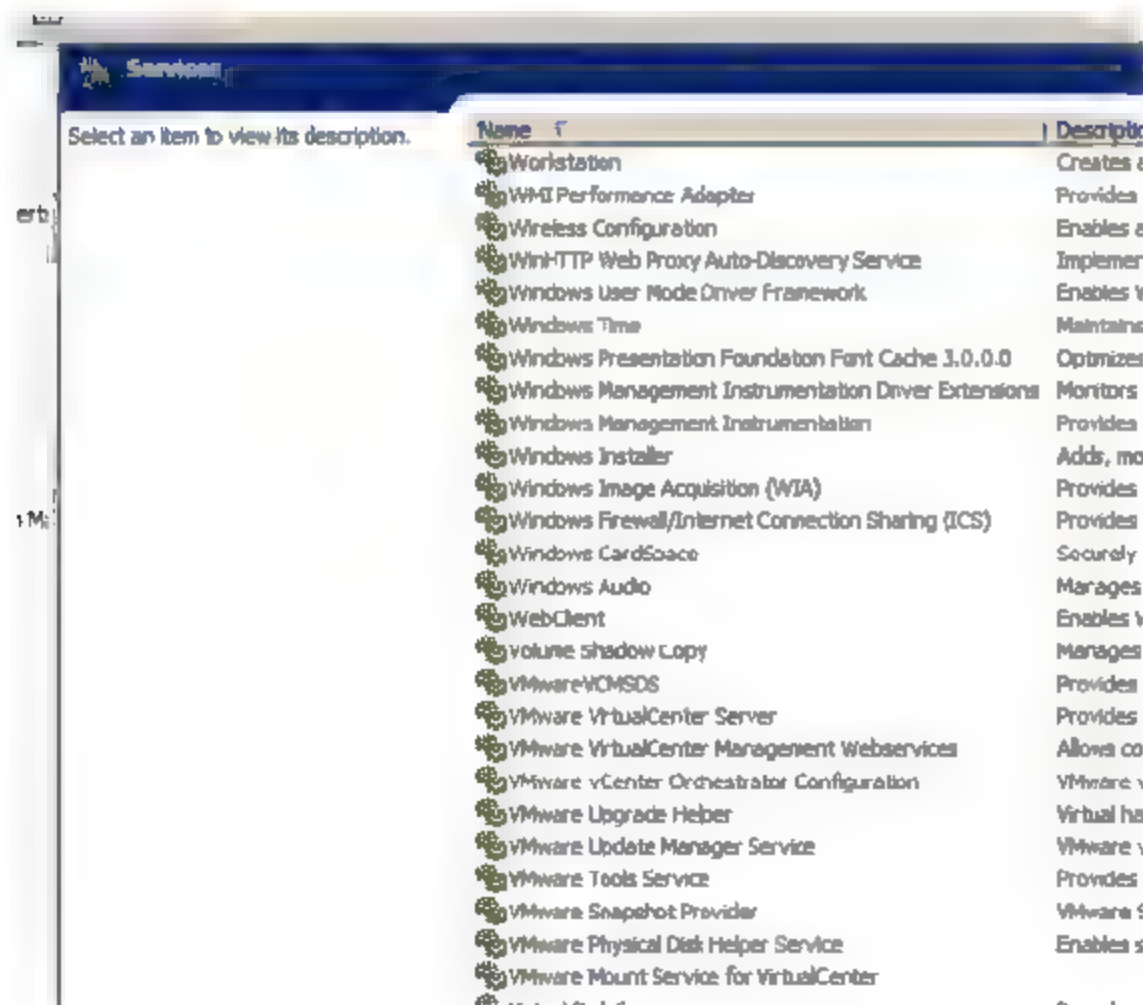 Services
Select an item to view its description.
Name Descripti
Workstation Creates a
WMI Performance Adapter Provides
Wireless Configuration Enables a
WinHTTP Web Proxy Auto-Discovery Service Implemen
Windows User Mode Driver Framework Enables W
Windows Time Maintains
Windows Presentation Foundation Font Cache 3.0.0.0 Optimizes
Windows Management Instrumentation Driver Extensions Monitors
Windows Management Instrumentation Provides
Windows Installer Adds, mo
Windows Image Acquisition (WIA) Provides
Windows Firewall/Internet Connection Sharing (ICS) Provides
Windows CardSpace Securely
Windows Audio Manages
WebClient Enables W
Volume Shadow Copy Manages
VMwareVCMSDS Provides
VMware VirtualCenter Server Provides
VMware VirtualCenter Management Webservices Allows co
VMware vCenter Orchestrator Configuration VMware v
VMware Upgrade Helper Virtual ha
VMware Update Manager Service VMware v
VMware Tools Service Provides
VMware Snapshot Provider VMware S
VMware Physical Disk Helper Service Enables s
VMware Mount Service for VirtualCenter